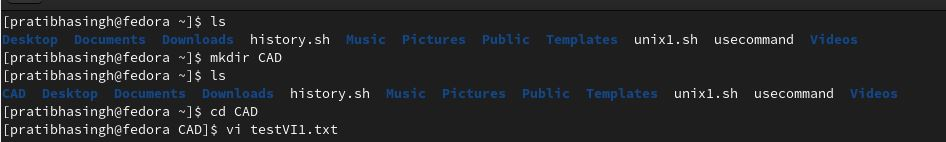 [pratibhasingh@fedora ~]$ ls
Desktop Documents Downloads history.sh Music Pictures Public Templates unix1.sh usecommand Videos
[pratibhasingh@fedora ~]$ mkdir CAD
[pratibhasingh@fedora ~]$ ls
CAD Desktop Documents Downloads history.sh Music Pictures Public Templates unix1.sh usecommand Videos
[pratibhasingh@fedora ~]$ cd CAD
[pratibhasingh@fedora CAD]$ vi testVI1.txt